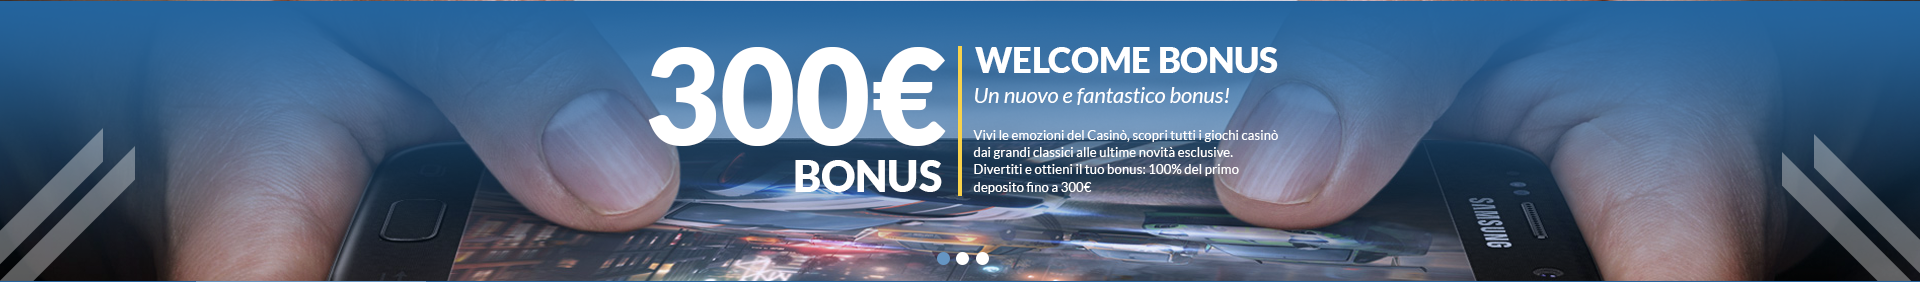 300€
BONUS
WELCOME BONUS
Un nuovo e fantastico bonus!
Vivi le emozioni del Casinò, scopri tutti i giochi casinò
dai grandi classici alle ultime novità esclusive.
Divertiti e ottieni il tuo bonus: 100% del primo
deposito fino a 300€
SAMSUNG